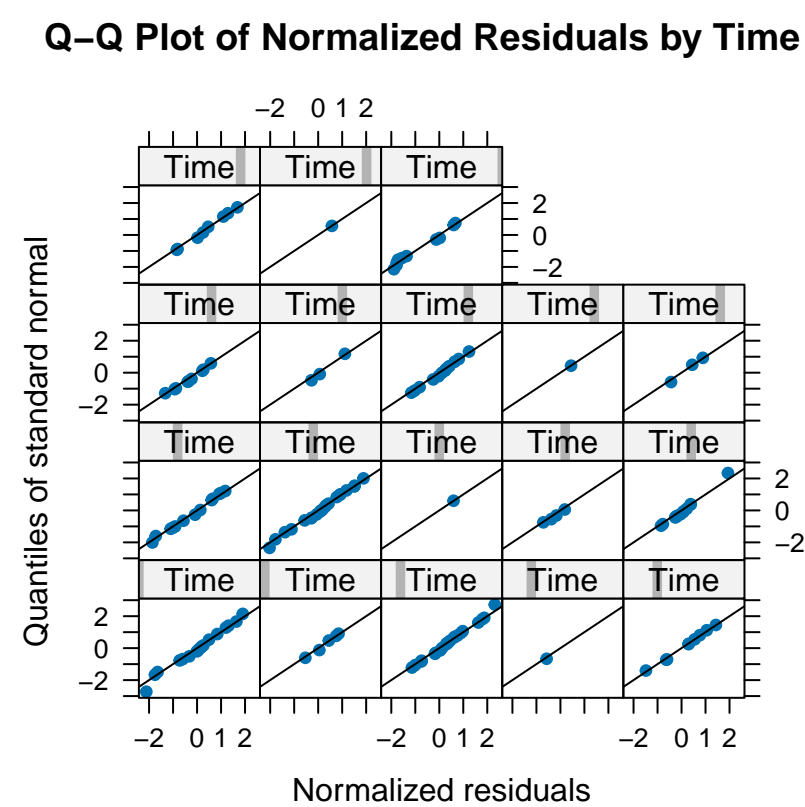 Q−Q Plot of Normalized Residuals by Time
−2 0 1 2
Time Time Time
2
0
−2
Time Time Time Time Time
2
0
−2
Time Time Time Time Time
2
0
−2
Time Time Time Time Time
2
0
−2
−2 0 1 2 −2 0 1 2 −2 0 1 2
Normalized residuals
Quantiles of standard normal